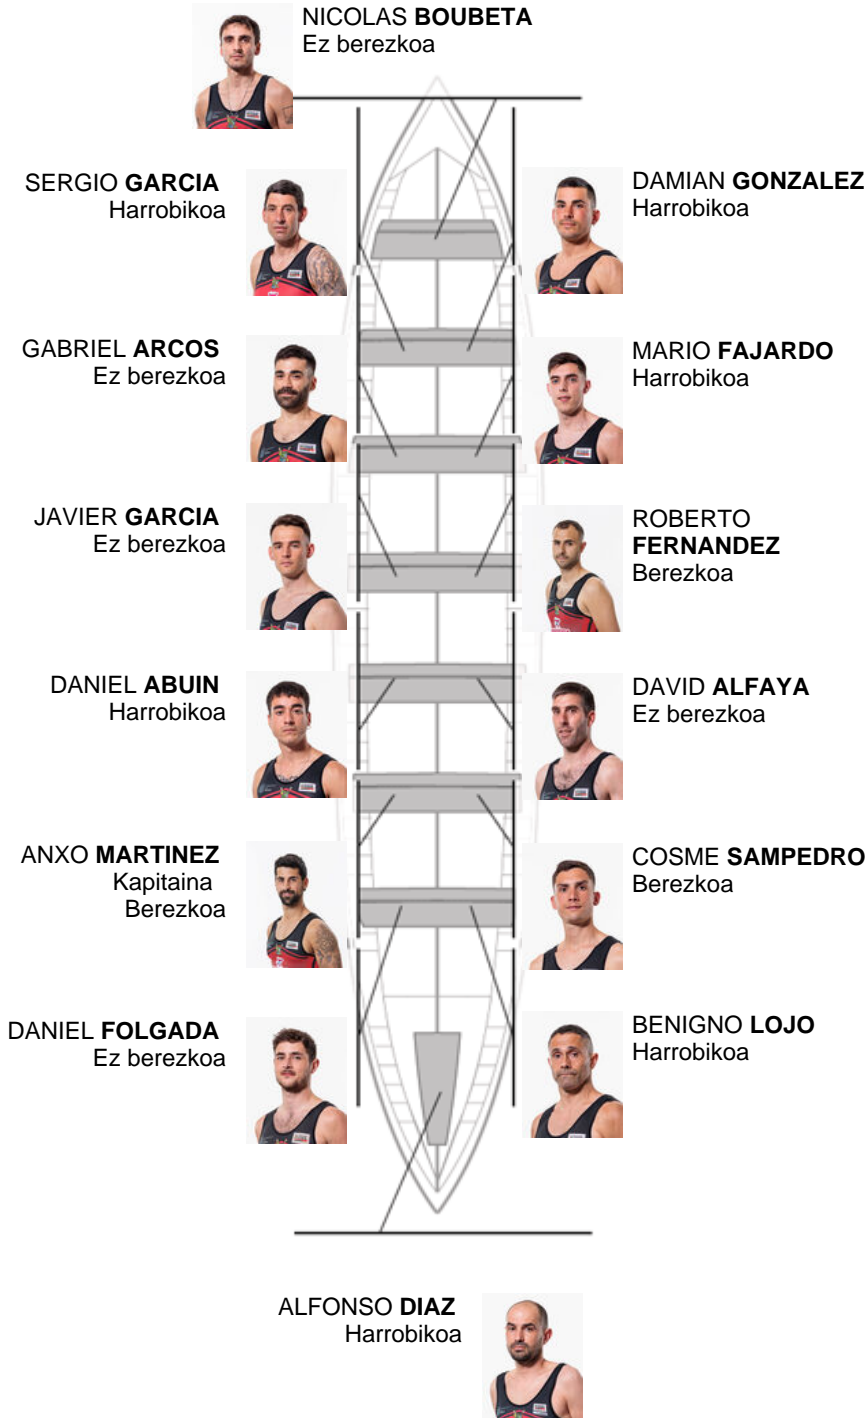 NICOLAS BOUBETA
Ez berezkoa
SERGIO GARCIA
Harrobikoa
DAMIAN GONZALEZ
Harrobikoa
GABRIEL ARCOS
Ez berezkoa
MARIO FAJARDO
Harrobikoa
JAVIER GARCIA
Ez berezkoa
ROBERTO
FERNANDEZ
Berezkoa
DANIEL ABUIN
Harrobikoa
DAVID ALFAYA
Ez berezkoa
ANXO MARTINEZ
Kapitaina
Berezkoa
COSME SAMPEDRO
Berezkoa
DANIEL FOLGADA
Ez berezkoa
BENIGNO LOJO
Harrobikoa
ALFONSO DIAZ
Harrobikoa